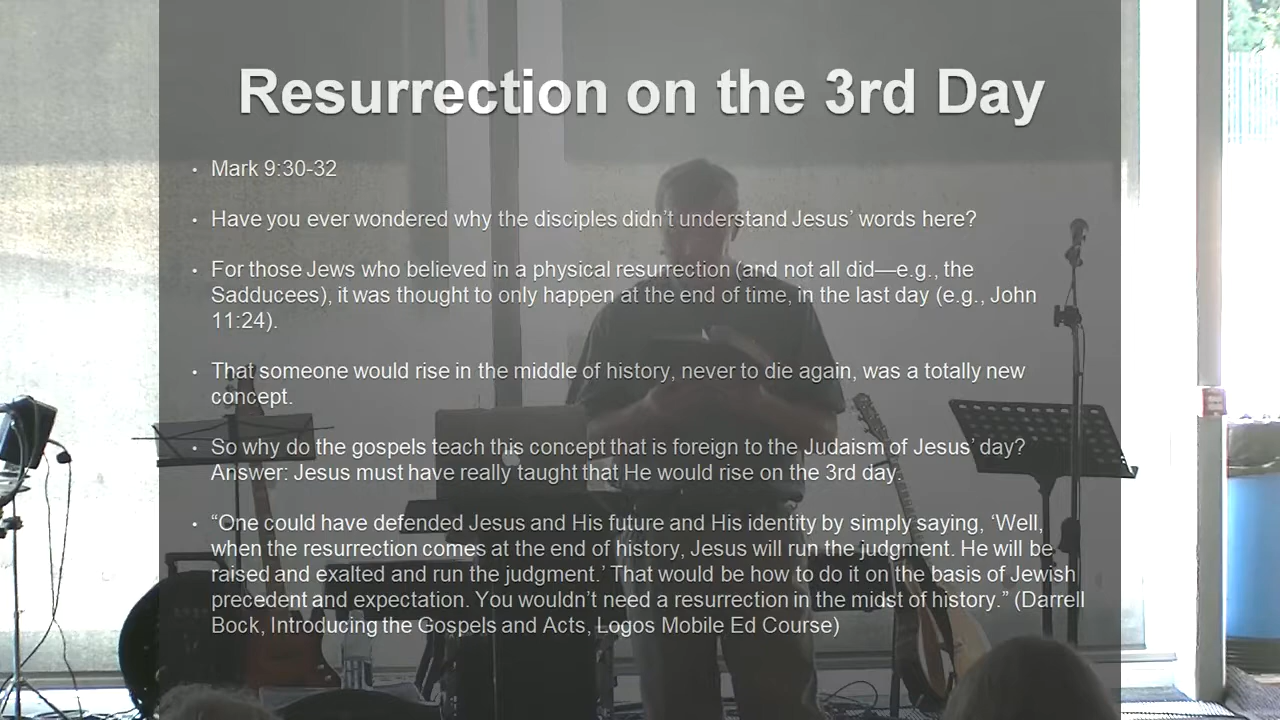 Resurrection on the 3rd Day
• Mark 9:30-32
• Have you ever wondered why the disciples didn’t understand Jesus’ words here?
• For those Jews who believed in a physical resurrection (and not all did—e.g., the
Sadducees), it was thought to only happen at the end of time, in the last day (e.g., John
11:24).
• That someone would rise in the middle of history, never to die again, was a totally new
concept.
• So why do the gospels teach this concept that is foreign to the Judaism of Jesus’ day?
Answer: Jesus must have really taught that He would rise on the 3rd day.
• “One could have defended Jesus and His future and His identity by simply saying, ‘Well,
when the resurrection comes at the end of history, Jesus will run the judgment. He will be
raised and exalted and run the judgment.’ That would be how to do it on the basis of Jewish
precedent and expectation. You wouldn’t need a resurrection in the midst of history.” (Darrell
Bock, Introducing the Gospels and Acts, Logos Mobile Ed Course)